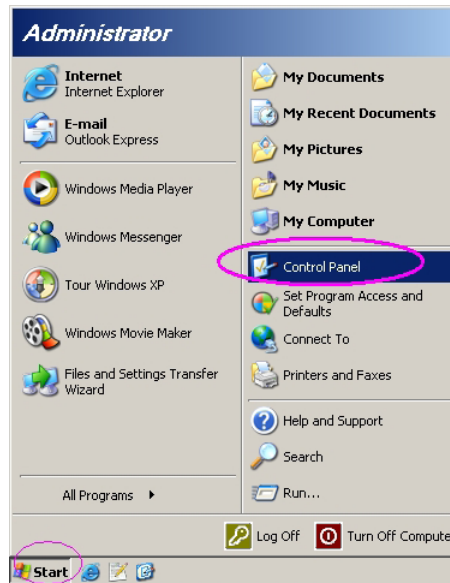 Administrator
Internet
Internet Explorer
E-mail
Outlook Express
Windows Media Player
Windows Messenger
Tour Windows XP
Windows Movie Maker
Files and Settings Transfer
Wizard
All Programs
My Documents
My Recent Documents
My Pictures
My Music
My Computer
Control Panel
Set Program Access and
Defaults
Connect To
Printers and Faxes
Help and Support
Search
Run...
Log Off
Turn Off Compute
Start